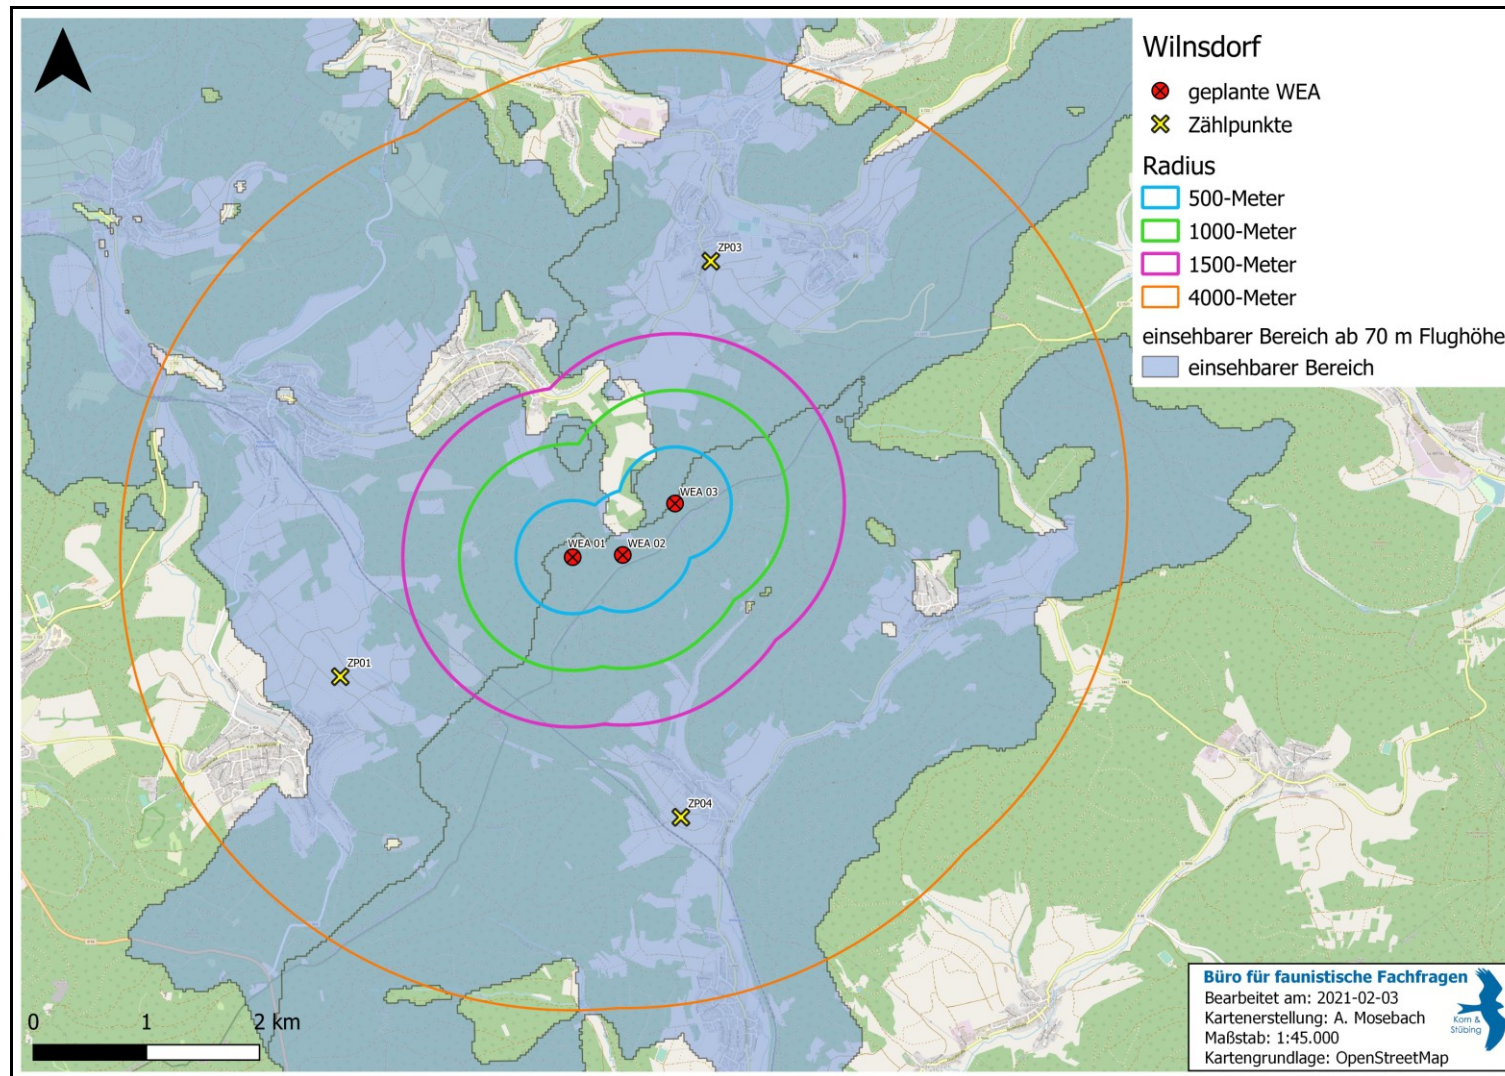 Wilnsdorf
geplante WEA
Zählpunkte
Radius
500-Meter
1000-Meter
1500-Meter
4000-Meter
einsehbarer Bereich ab 70 m Flughöhe
einsehbarer Bereich
ZP03
WEA 03
WEA 01
WEA 02
ZP01
ZP04
0 1 2 km
Büro für faunistische Fachfragen
Bearbeitet am: 2021-02-03
Kartenerstellung: A. Mosebach
Maßstab: 1:45.000
Kartengrundlage: OpenStreetMap
Korn &
Stübing